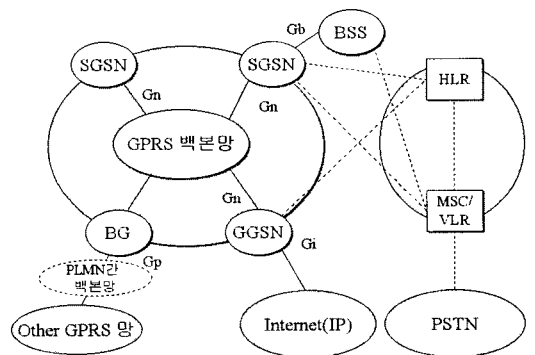 Gb
BSS
SGSN
SGSN
HLR
Gn
Gn
GPRS 백본망
Gn
MSC/
VLR
BG
GGSN
Gp
Gi
PLMN간
백본망
Other GPRS 망
Internet(IP)
PSTN